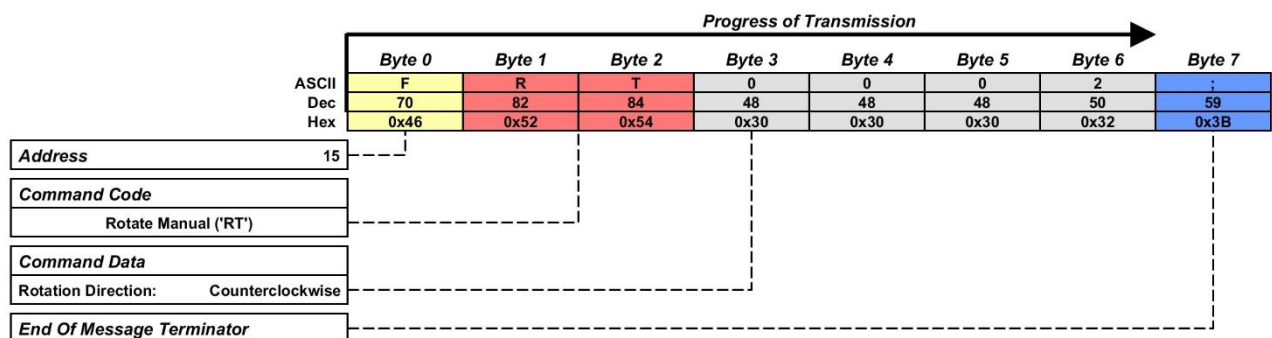 Progress of Transmission
Byte 0 Byte 1 Byte 2 Byte 3 Byte 4 Byte 5 Byte 6 Byte 7
ASCII F R T 0 0 0 2 ;
Dec 70 82 84 48 48 48 50 59
Hex 0x46 0x52 0x54 0x30 0x30 0x30 0x32 0x3B
Address 15
Command Code
Rotate Manual ('RT')
Command Data
Rotation Direction: Counterclockwise
End Of Message Terminator